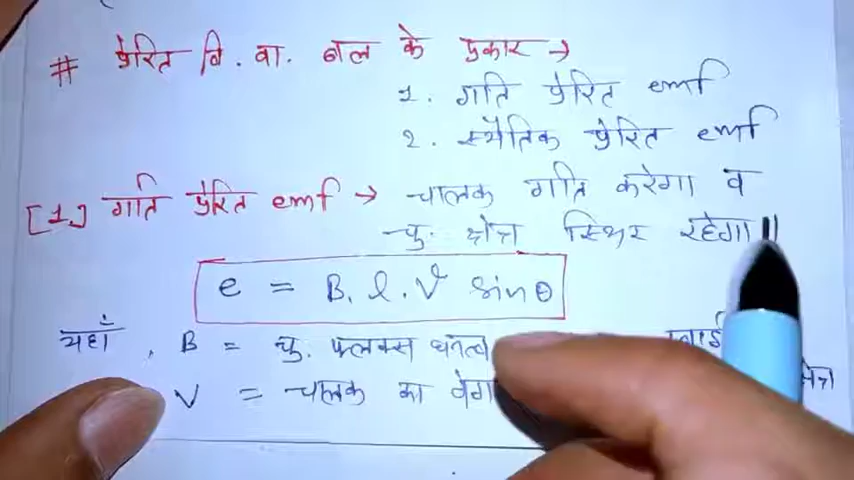 # प्रेरित वि. वा. बल के प्रकार →
1. गति प्रेरित emf
2. स्थैतिक प्रेरित emf
[1.] गति प्रेरित emf → चालक गति करेगा व
चु. क्षेत्र स्थिर रहेगा॥
e = B. l. V sinθ
यहाँ, B = चु. फ्लक्स घनत्व
V = चालक का वेग